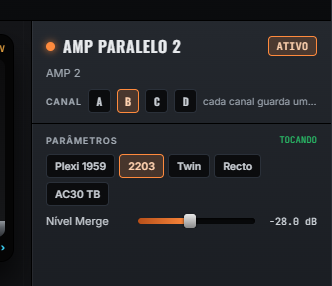 AMP PARALELO 2 ATIVO
AMP 2
CANAL A B C D cada canal guarda um...
PARÂMETROS TOCANDO
Plexi 1959 2203 Twin Recto
AC30 TB
Nível Merge -28.0 dB